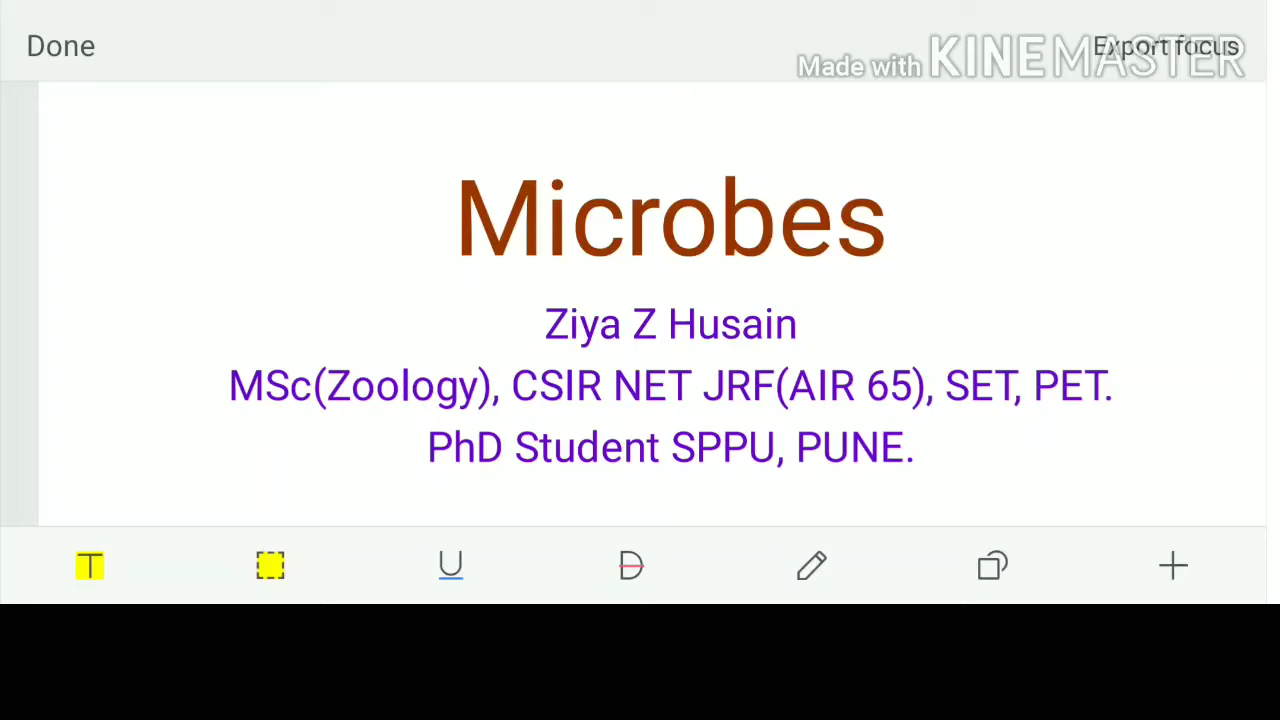 Done
Export focus
Made with KINEMASTER
Microbes
Ziya Z Husain
MSc(Zoology), CSIR NET JRF(AIR 65), SET, PET.
PhD Student SPPU, PUNE.
T
U
D